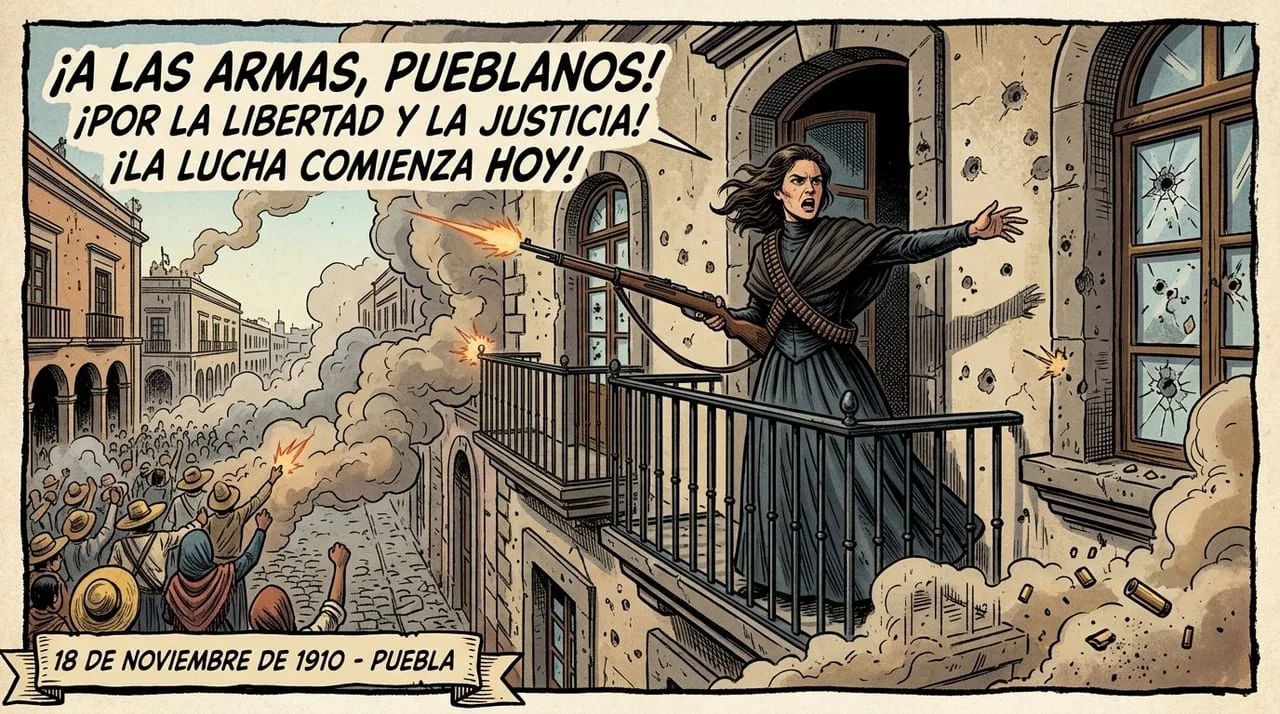 ¡A LAS ARMAS, PUEBLANOS!
¡POR LA LIBERTAD Y LA JUSTICIA!
¡LA LUCHA COMIENZA HOY!
18 DE NOVIEMBRE DE 1910 - PUEBLA